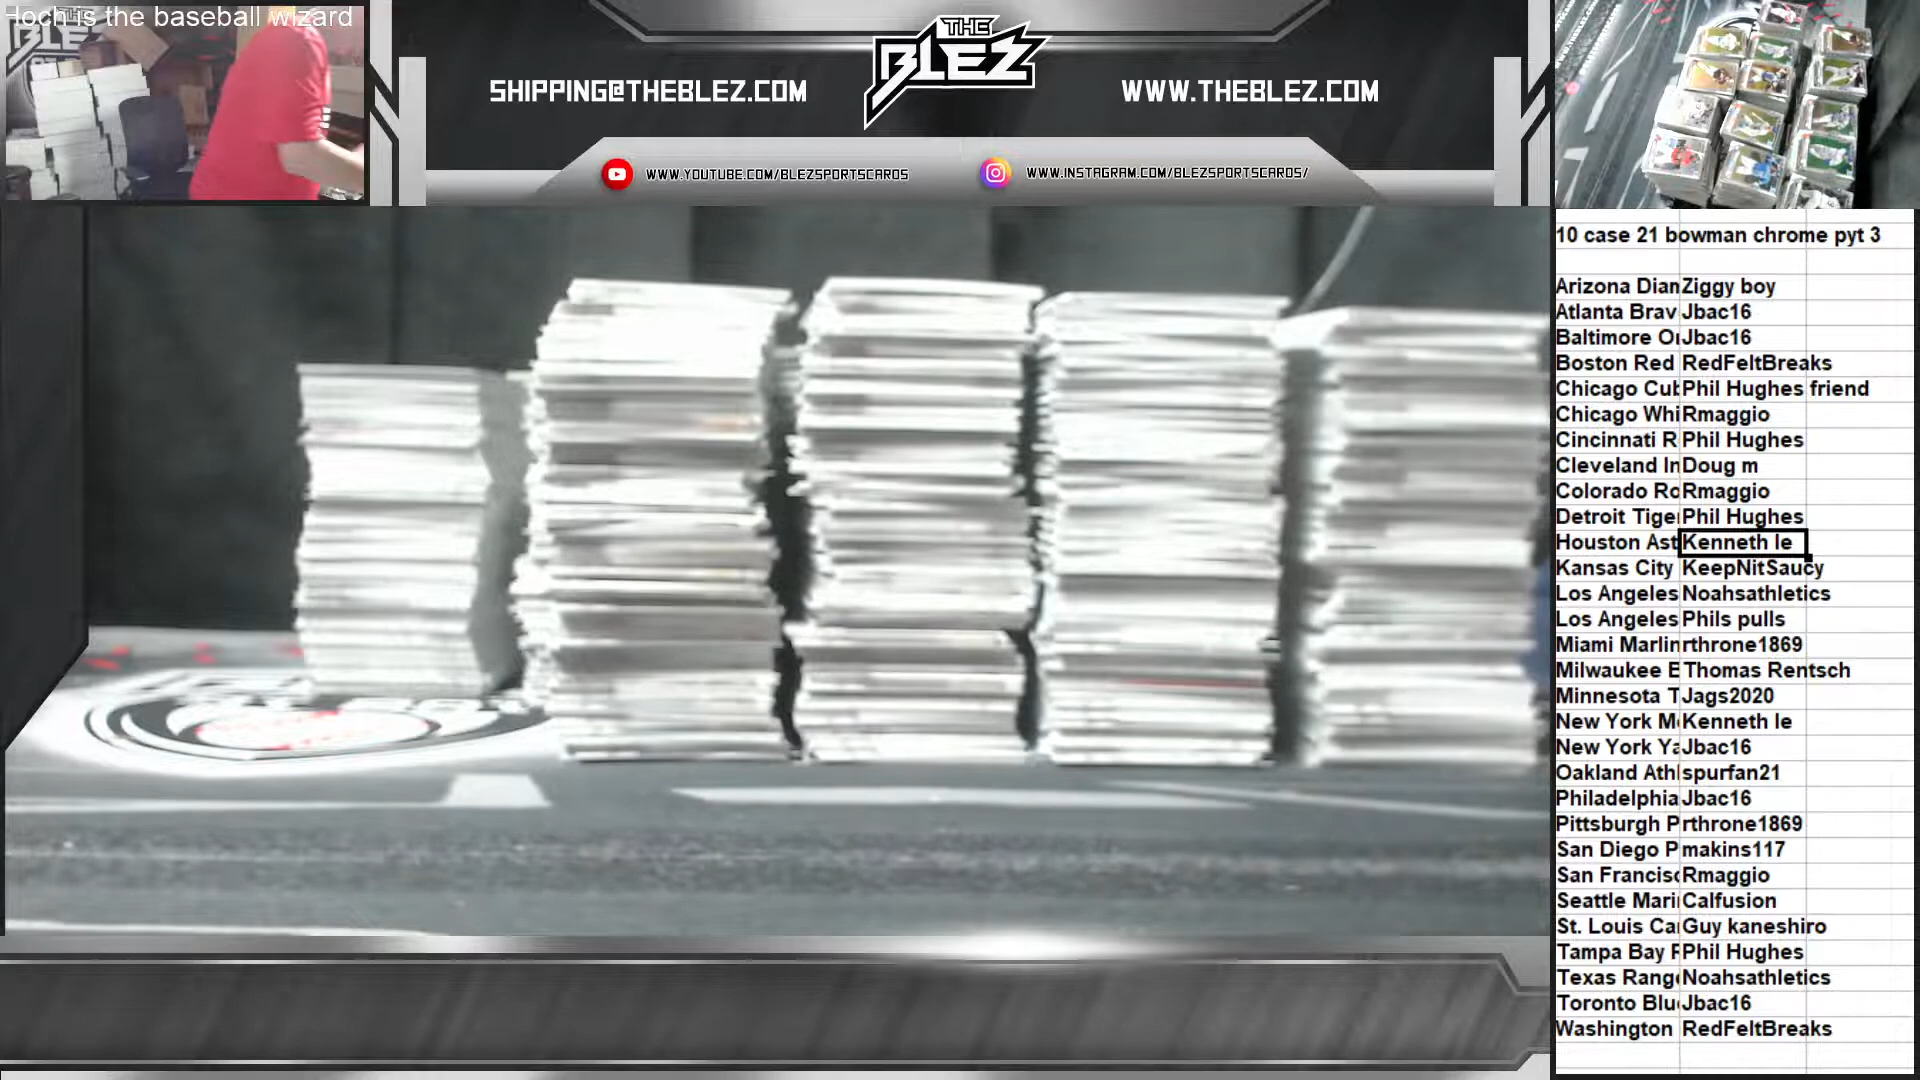 Hoch is the baseball wizard
THE
BLEZ
SHIPPING@THEBLEZ.COM
WWW.THEBLEZ.COM
WWW.YOUTUBE.COM/BLEZSPORTSCARDS
WWW.INSTAGRAM.COM/BLEZSPORTSCARDS/
10 case 21 bowman chrome pyt 3
Arizona Diam Ziggy boy
Atlanta Brav Jbac16
Baltimore Or Jbac16
Boston Red RedFeltBreaks
Chicago Cub Phil Hughes friend
Chicago Whi Rmaggio
Cincinnati R Phil Hughes
Cleveland In Doug m
Colorado Ro Rmaggio
Detroit Tiger Phil Hughes
Houston Ast Kenneth le
Kansas City KeepNitSaucy
Los Angeles Noahsathletics
Los Angeles Phils pulls
Miami Marlin rthrone1869
Milwaukee B Thomas Rentsch
Minnesota T Jags2020
New York M Kenneth le
New York Ya Jbac16
Oakland Athl spurfan21
Philadelphia Jbac16
Pittsburgh P rthrone1869
San Diego P makins117
San Francisc Rmaggio
Seattle Mari Calfusion
St. Louis Car Guy kaneshiro
Tampa Bay R Phil Hughes
Texas Range Noahsathletics
Toronto Blu Jbac16
Washington RedFeltBreaks